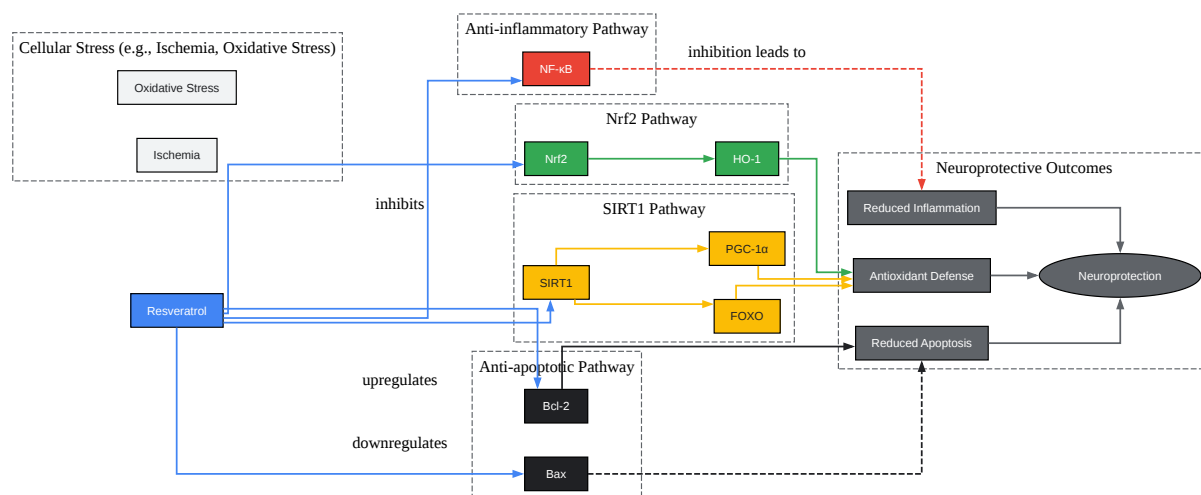 Cellular Stress (e.g., Ischemia, Oxidative Stress)
Oxidative Stress
Ischemia
Resveratrol
inhibits
upregulates
downregulates
Anti-inflammatory Pathway
NF-κB
inhibition leads to
Nrf2 Pathway
Nrf2
HO-1
SIRT1 Pathway
PGC-1α
SIRT1
FOXO
Anti-apoptotic Pathway
Bcl-2
Bax
Neuroprotective Outcomes
Reduced Inflammation
Antioxidant Defense
Neuroprotection
Reduced Apoptosis